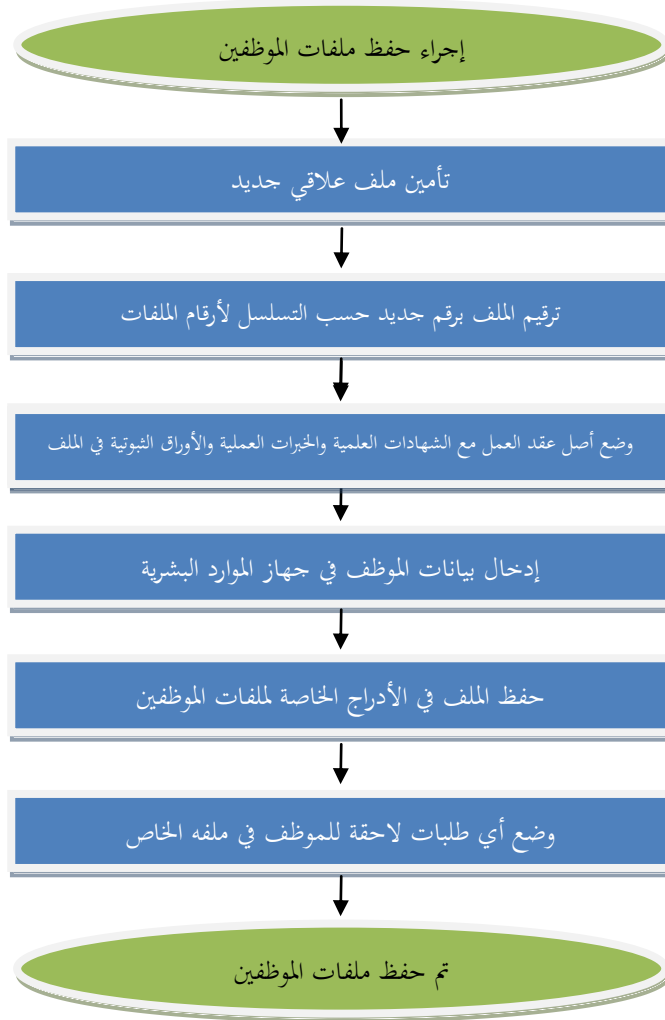 إجراء حفظ ملفات الموظفين
تأمين ملف علاقي جديد
ترقيم الملف برقم جديد حسب التسلسل لأرقام الملفات
وضع أصل عقد العمل مع الشهادات العلمية والخبرات العملية والأوراق الثبوتية في الملف
إدخال بيانات الموظف في جهاز الموارد البشرية
حفظ الملف في الأدراج الخاصة لملفات الموظفين
وضع أي طلبات لاحقة للموظف في ملفه الخاص
تم حفظ ملفات الموظفين